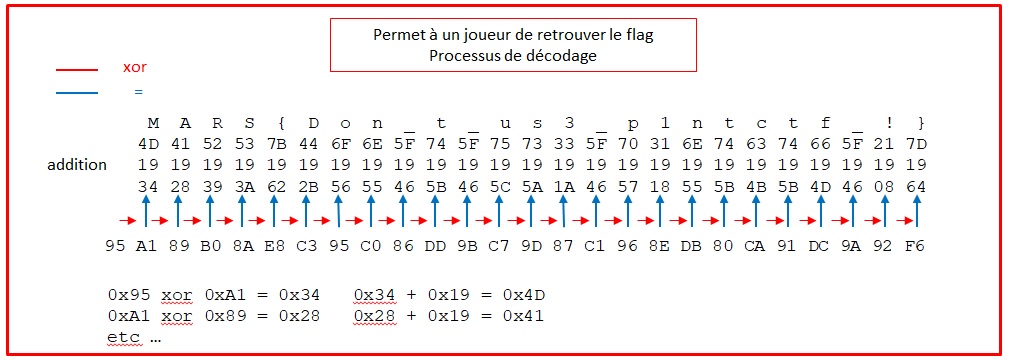 Permet à un joueur de retrouver le flag
Processus de décodage
xor
=
M A R S { D o n _ t _ u s 3 _ p 1 n t c t f _ ! }
4D 41 52 53 7B 44 6F 6E 5F 74 5F 75 73 33 5F 70 31 6E 74 63 74 66 5F 21 7D
addition 19 19 19 19 19 19 19 19 19 19 19 19 19 19 19 19 19 19 19 19 19 19 19 19 19
34 28 39 3A 62 2B 56 55 46 5B 46 5C 5A 1A 46 57 18 55 5B 4B 5B 4D 46 08 64
95 A1 89 B0 8A E8 C3 95 C0 86 DD 9B C7 9D 87 C1 96 8E DB 80 CA 91 DC 9A 92 F6
0x95 xor 0xA1 = 0x34 0x34 + 0x19 = 0x4D
0xA1 xor 0x89 = 0x28 0x28 + 0x19 = 0x41
etc …